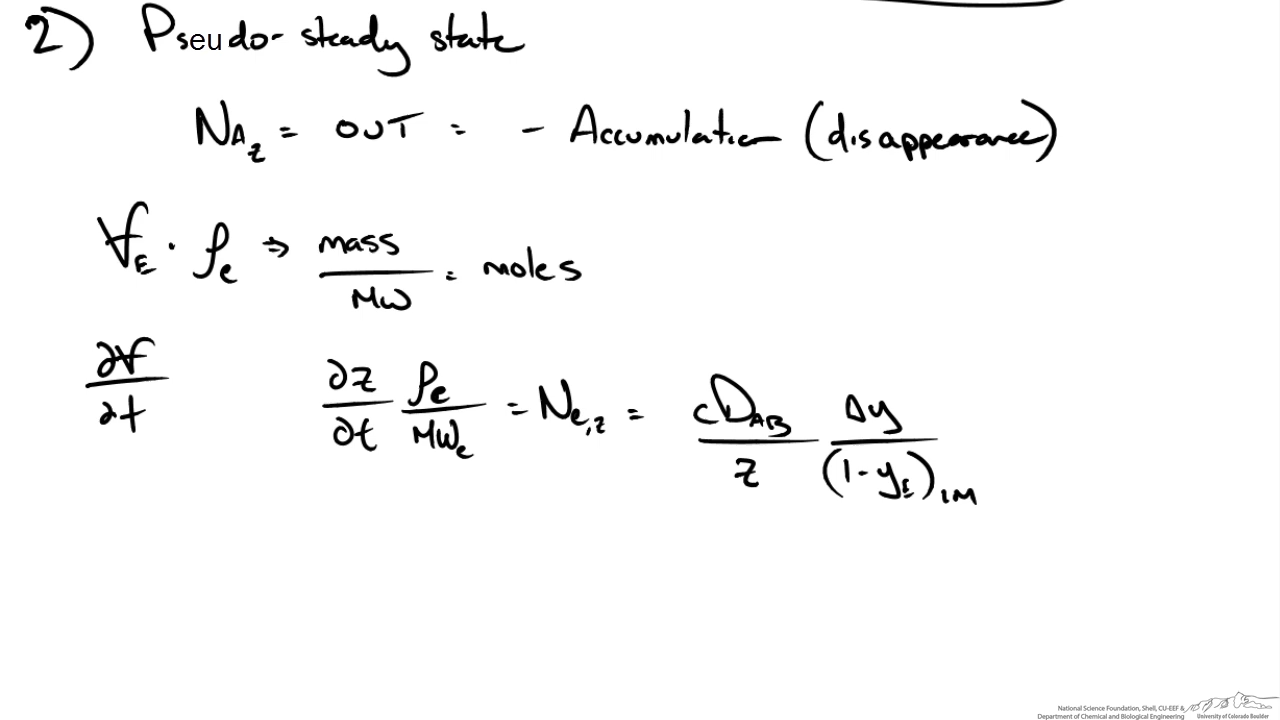 2) Pseudo-steady state
N_{A_z} = OUT = - Accumulation (disappearance)
V_E · ρ_e ⇒ mass / MW = moles
∂V / ∂t   ∂z / ∂t ρ_e / MW_e = N_{e,z} = cD_{AB} / z Δy / (1-y_E)_{LM}
National Science Foundation, Shell, CU-EEF &
Department of Chemical and Biological Engineering University of Colorado Boulder